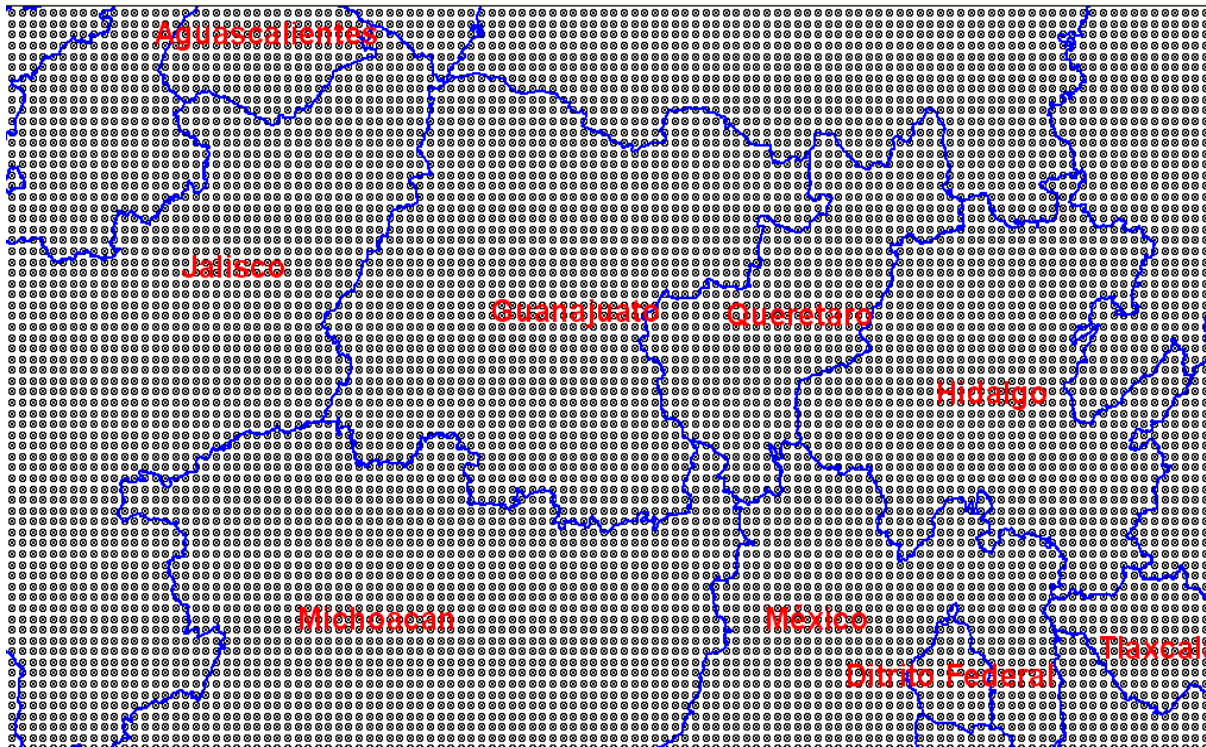 Aguascalientes
Jalisco
Guanajuato
Queretaro
Hidalgo
Michoacan
México
Tlaxcala
Ditrito Federal